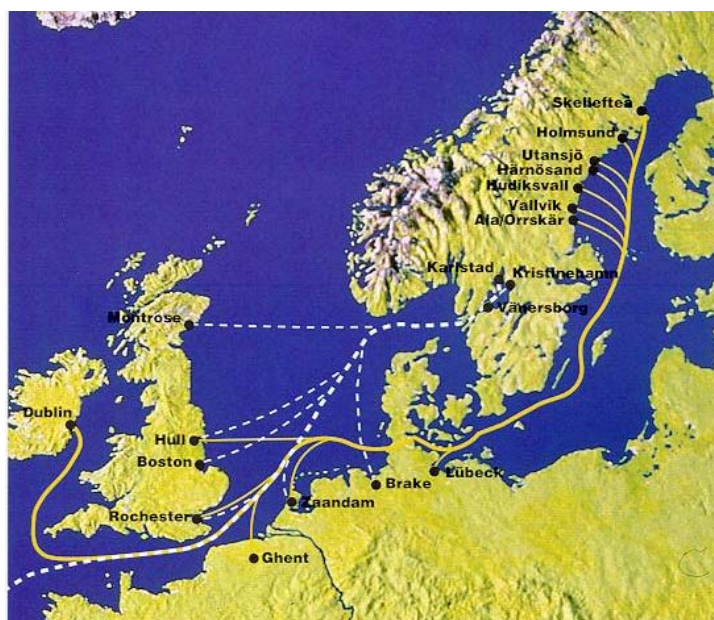 Skellefteå
Holmsund
Utansjö
Härnösand
Hudiksvall
Vallvik
Ala/Orrskär
Karlstad
Kristinehamn
Vänersborg
Montrose
Dublin
Hull
Boston
Rochester
Zaandam
Brake
Lübeck
Ghent